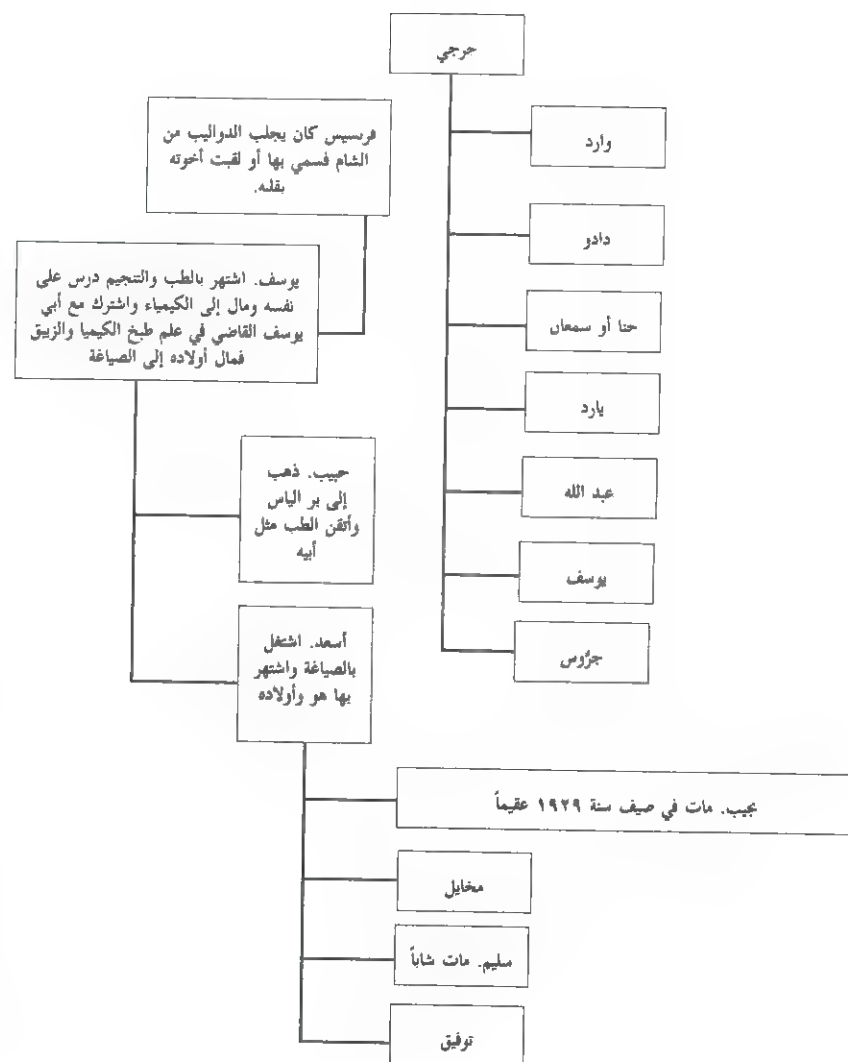 جرجي
وارد
دادو
حنا أو سمعان
يارد
عبد الله
يوسف
جرّوس
فرنسيس كان يجلب الدواليب من
الشام فسمي بها أو لقبت أخوته
بقلبه.
يوسف. اشتهر بالطب والتنجيم درس على
نفسه ومال إلى الكيمياء واشترك مع أبي
يوسف القاضي في علم طبخ الكيميا والزيبق
فمال أولاده إلى الصياغة
حبيب. ذهب
إلى بر الياس
وأتقن الطب مثل
أبيه
أسعد. اشتغل
بالصياغة واشتهر
بها هو وأولاده
نجيب. مات في صيف سنة ١٩٢٩ عقيماً
مخايل
سليم. مات شاباً
توفيق